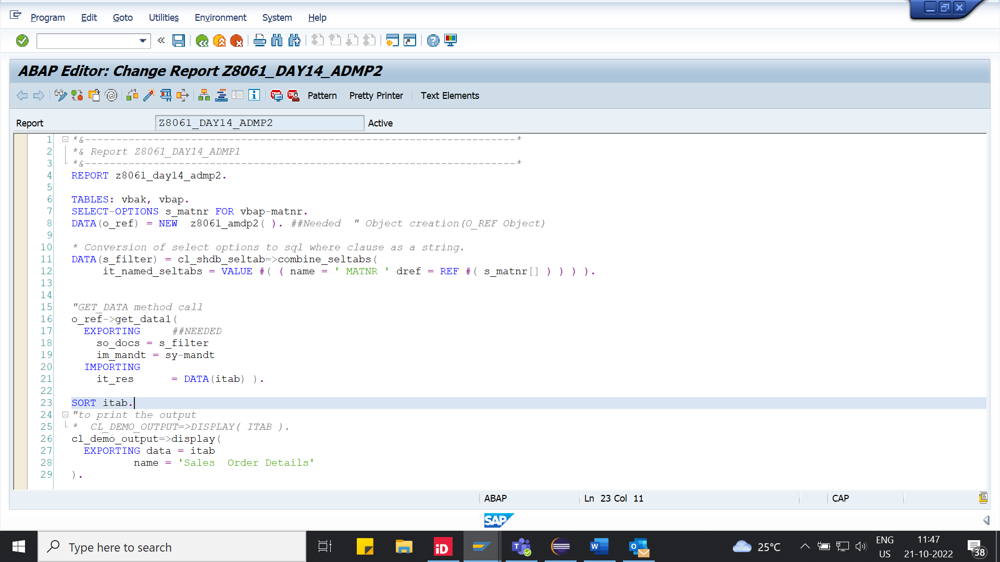 Program Edit Goto Utilities Environment System Help
ABAP Editor: Change Report Z8061_DAY14_ADMP2
Pattern Pretty Printer Text Elements
Report Z8061_DAY14_ADMP2 Active
1 *&---------------------------------------------------------------------*
2 *& Report Z8061_DAY14_ADMP1
3 *&---------------------------------------------------------------------*
4 REPORT z8061_day14_admp2.
5
6 TABLES: vbak, vbap.
7 SELECT-OPTIONS s_matnr FOR vbap-matnr.
8 DATA(o_ref) = NEW  z8061_amdp2( ). ##Needed  " Object creation(O_REF Object)
9
10 * Conversion of select options to sql where clause as a string.
11 DATA(s_filter) = cl_shdb_seltab=>combine_seltabs(
12      it_named_seltabs = VALUE #( ( name = ' MATNR ' dref = REF #( s_matnr[] ) ) ) ).
13
14
15 "GET_DATA method call
16 o_ref->get_data1(
17   EXPORTING     ##NEEDED
18     so_docs = s_filter
19     im_mandt = sy-mandt
20   IMPORTING
21     it_res      = DATA(itab) ).
22
23 SORT itab.
24 "to print the output
25 *  CL_DEMO_OUTPUT=>DISPLAY( ITAB ).
26 cl_demo_output=>display(
27   EXPORTING data = itab
28           name = 'Sales  Order Details'
29 ).
ABAP Ln 23 Col 11 CAP
SAP
Type here to search iD T W O 25°C ENG US 11:47 21-10-2022 38